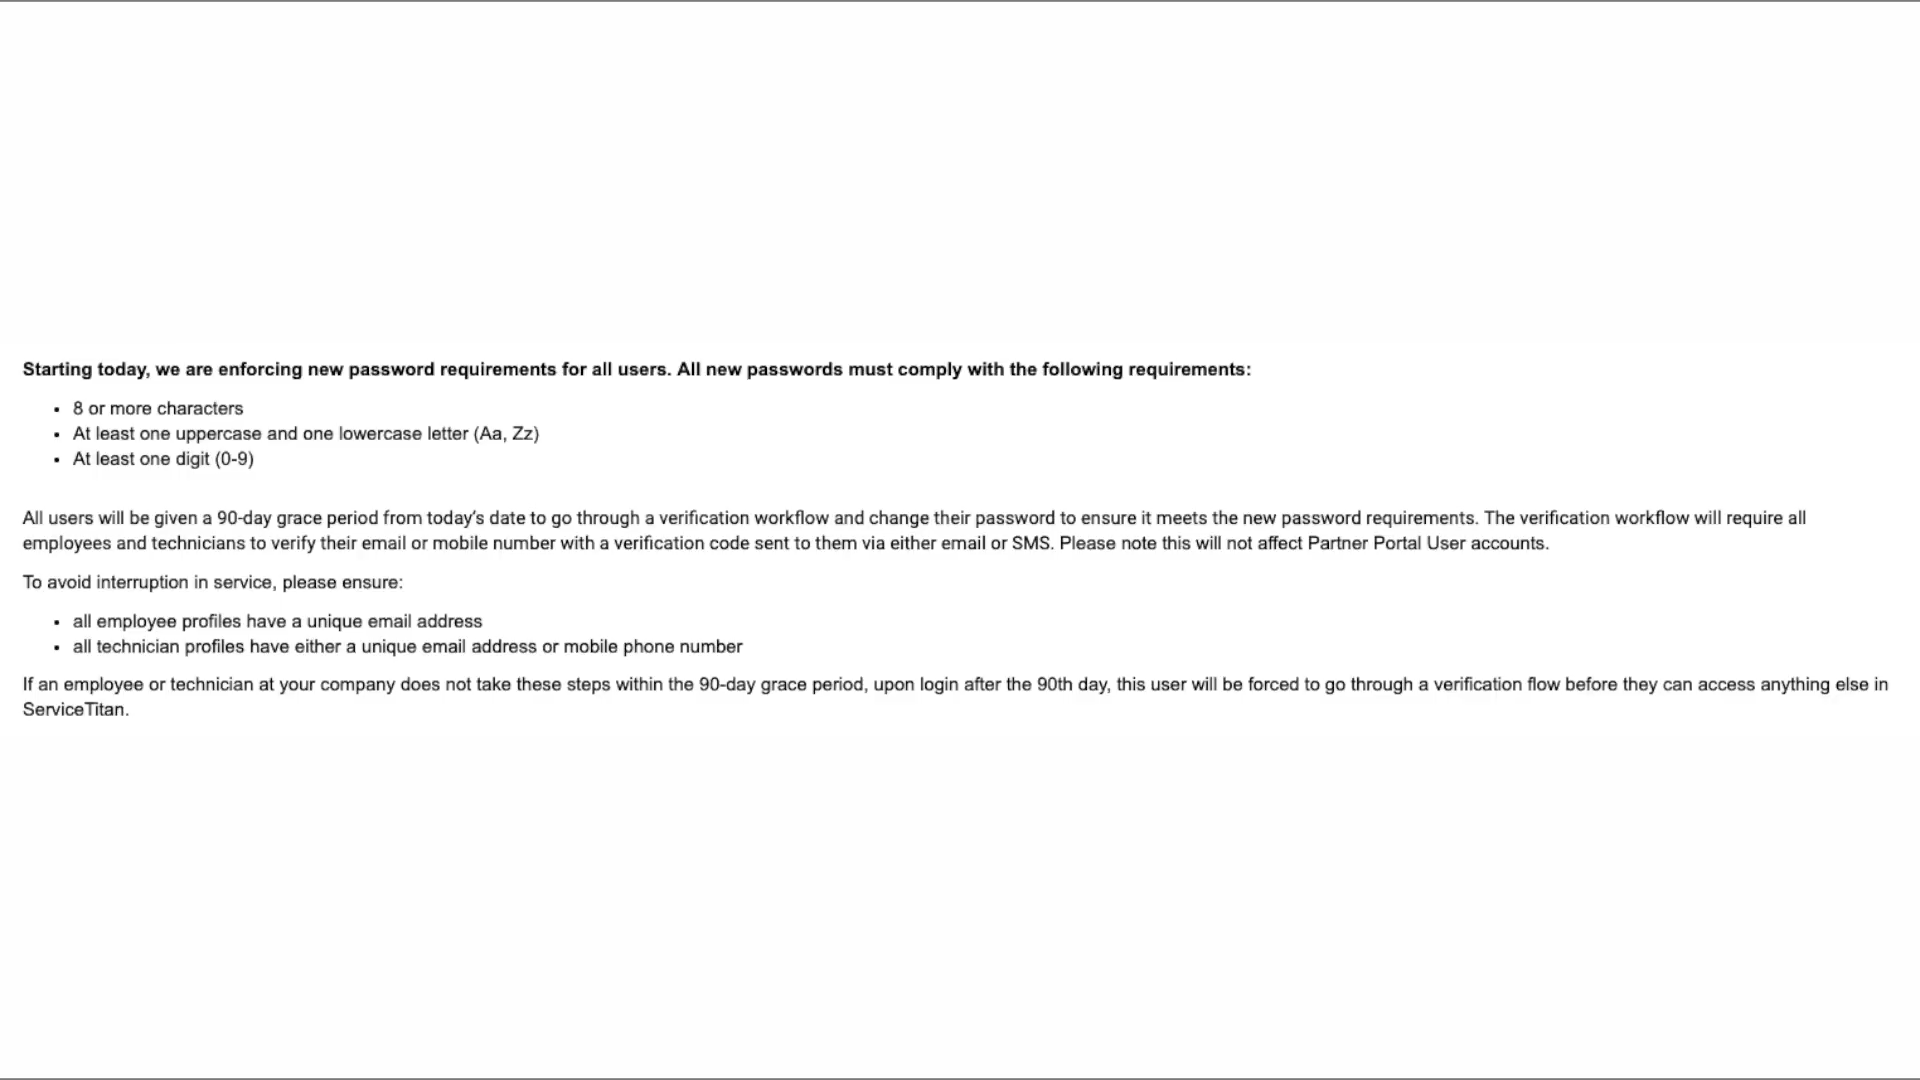 Starting today, we are enforcing new password requirements for all users. All new passwords must comply with the following requirements:
• 8 or more characters
• At least one uppercase and one lowercase letter (Aa, Zz)
• At least one digit (0-9)
All users will be given a 90-day grace period from today's date to go through a verification workflow and change their password to ensure it meets the new password requirements. The verification workflow will require all
employees and technicians to verify their email or mobile number with a verification code sent to them via either email or SMS. Please note this will not affect Partner Portal User accounts.
To avoid interruption in service, please ensure:
• all employee profiles have a unique email address
• all technician profiles have either a unique email address or mobile phone number
If an employee or technician at your company does not take these steps within the 90-day grace period, upon login after the 90th day, this user will be forced to go through a verification flow before they can access anything else in
ServiceTitan.